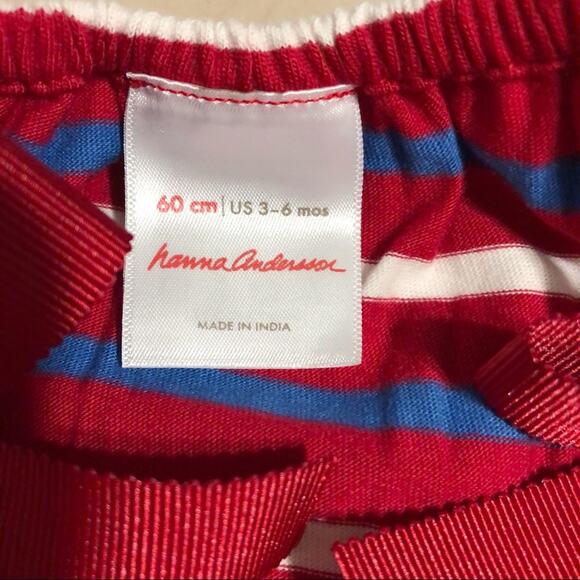 60 cm | US 3-6 mos
hanna andersson
MADE IN INDIA